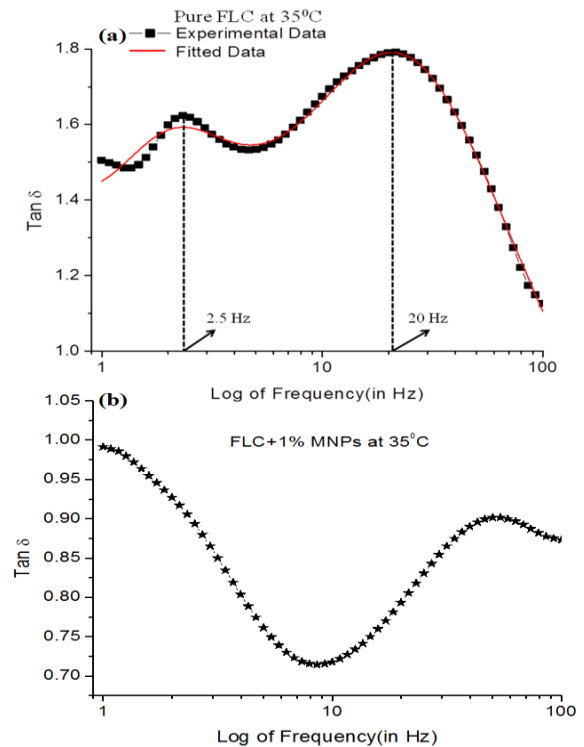 Pure FLC at 35⁰C
(a)
Experimental Data
Fitted Data
1.8
1.6
1.4
1.2
1.0
Tan δ
2.5 Hz
20 Hz
1
10
100
Log of Frequency(in Hz)
(b)
FLC+1% MNPs at 35⁰C
1.05
1.00
0.95
0.90
0.85
0.80
0.75
0.70
Tan δ
1
10
100
Log of Frequency(in Hz)